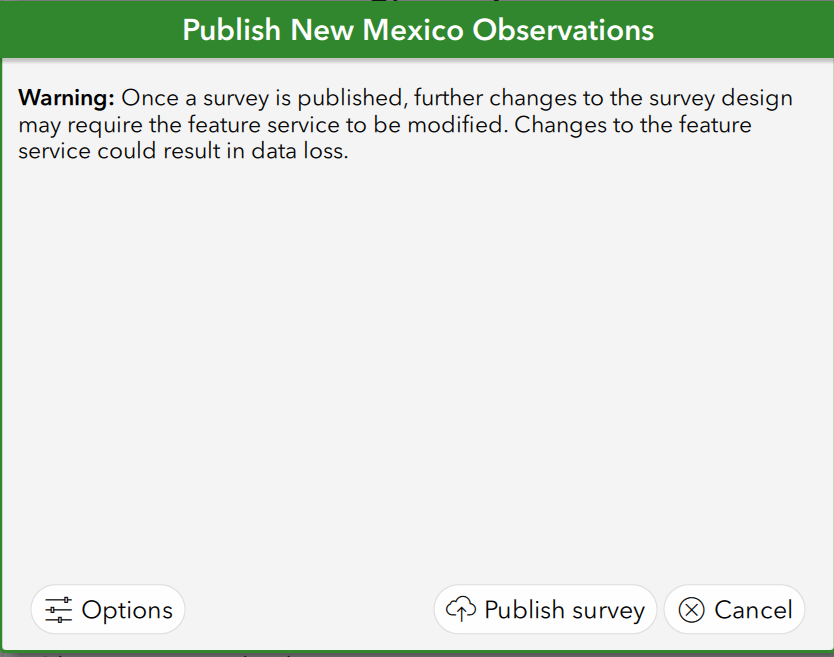 Publish New Mexico Observations
Warning: Once a survey is published, further changes to the survey design
may require the feature service to be modified. Changes to the feature
service could result in data loss.
Options
Publish survey
Cancel